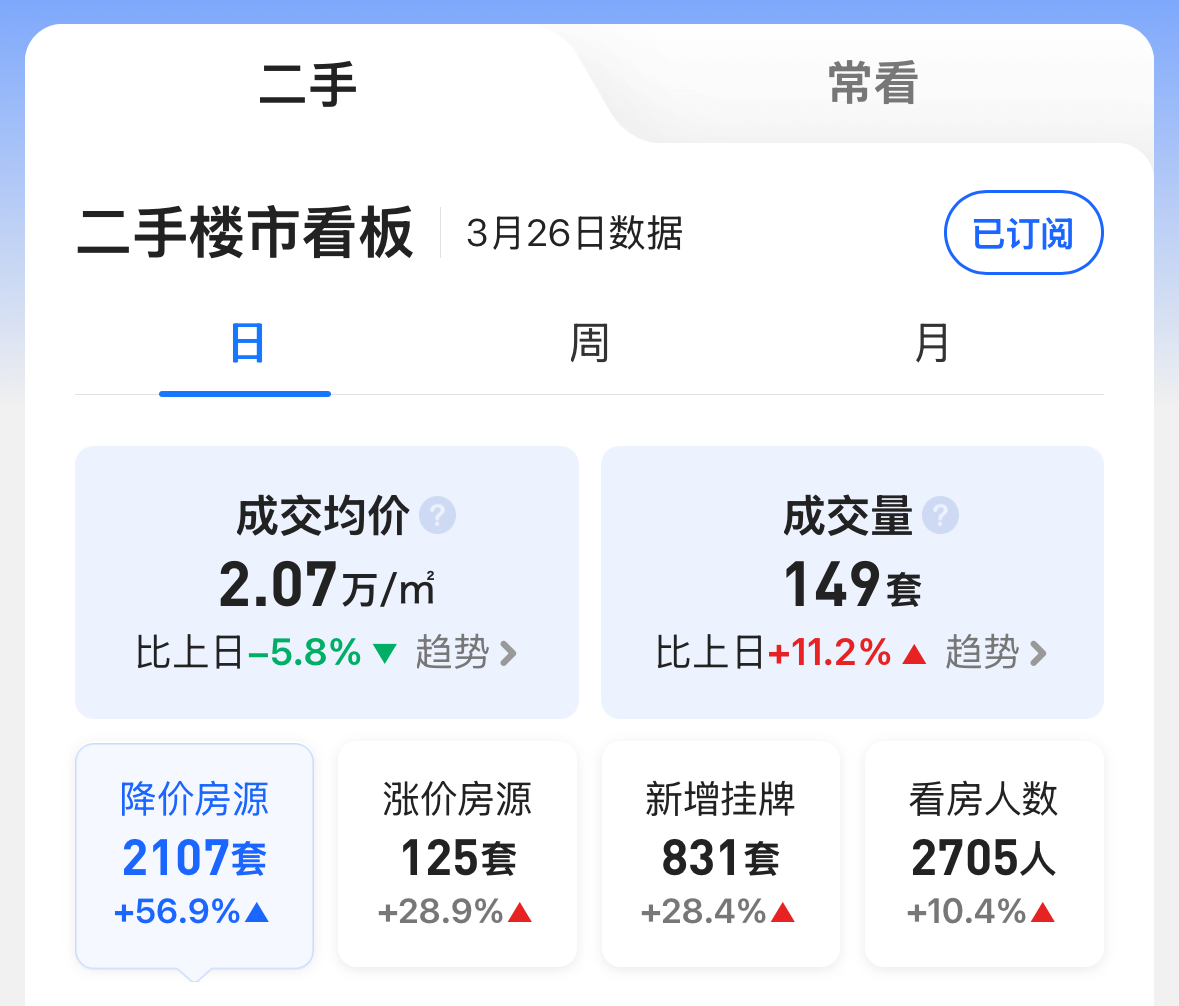 二手
常看
二手楼市看板
3月26日数据
已订阅
日
周
月
成交均价 ?
2.07万/㎡
比上日-5.8%▼ 趋势 >
成交量 ?
149套
比上日+11.2%▲ 趋势 >
降价房源
2107套
+56.9%▲
涨价房源
125套
+28.9%▲
新增挂牌
831套
+28.4%▲
看房人数
2705人
+10.4%▲